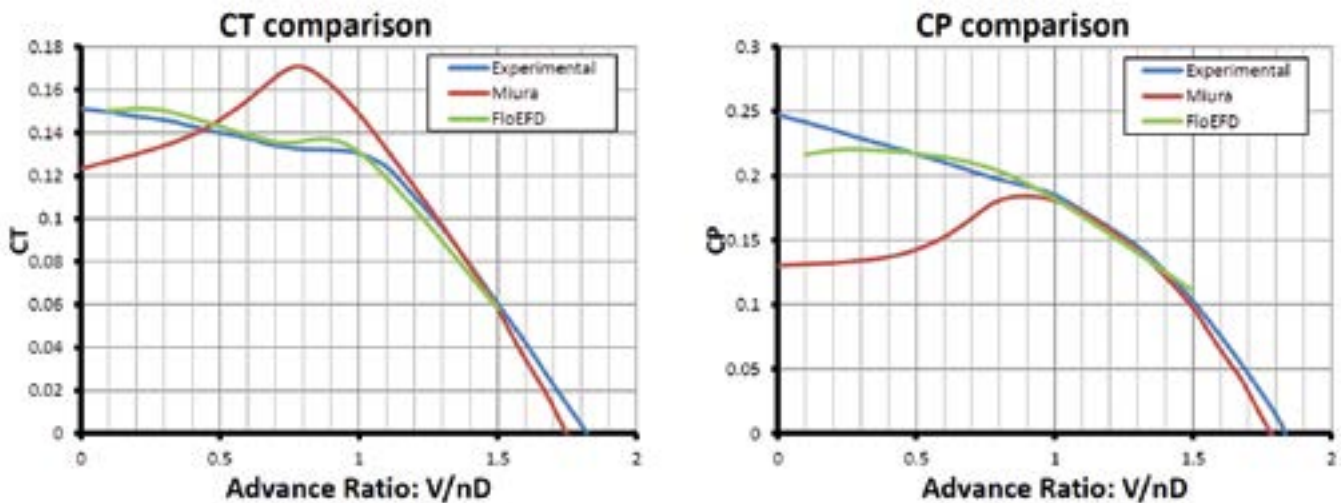 CT comparison
0.18
0.16
0.14
0.12
0.1
0.08
0.06
0.04
0.02
0
CT
Experimental
Miura
FloEFD
0
0.5
1
1.5
2
Advance Ratio: V/nD
CP comparison
0.3
0.25
0.2
0.15
0.1
0.05
0
CP
Experimental
Miura
FloEFD
0
0.5
1
1.5
2
Advance Ratio: V/nD